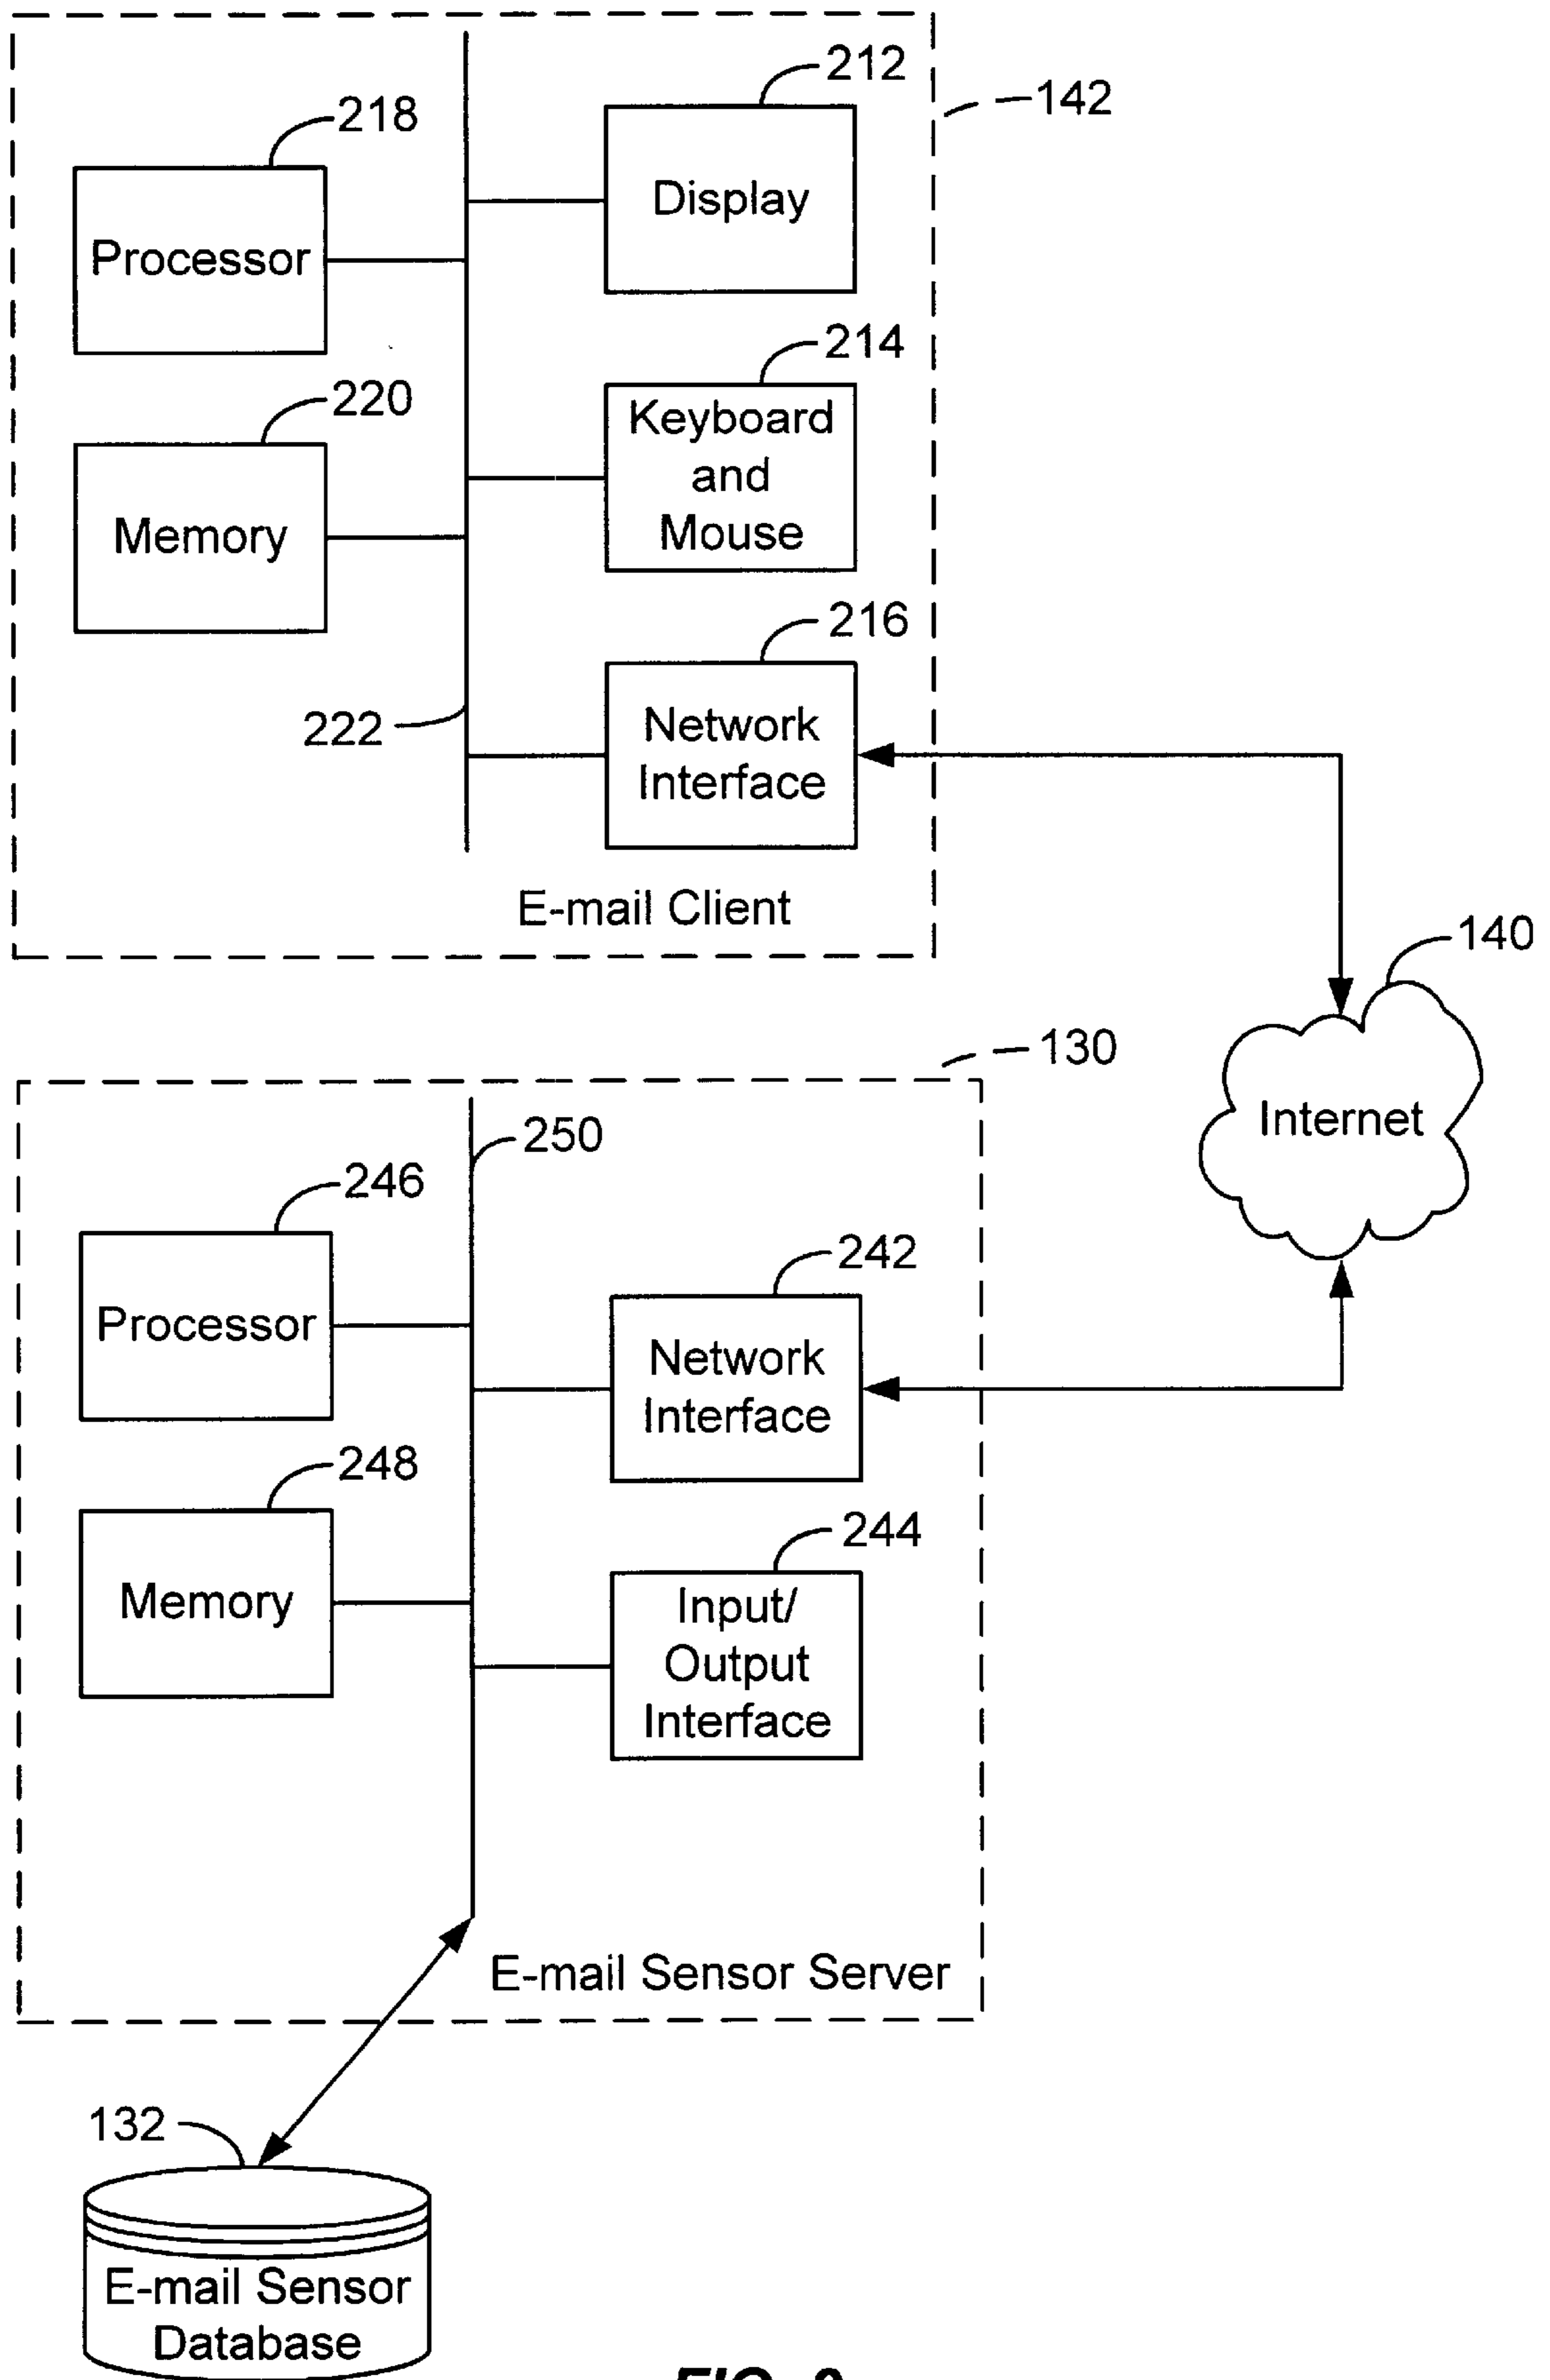 212
142
218
Display
Processor
214
220
Keyboard
and
Mouse
Memory
216
222
Network
Interface
E-mail Client
140
130
Internet
250
246
242
Processor
Network
Interface
248
244
Memory
Input/
Output
Interface
E-mail Sensor Server
132
E-mail Sensor
Database
FIG.